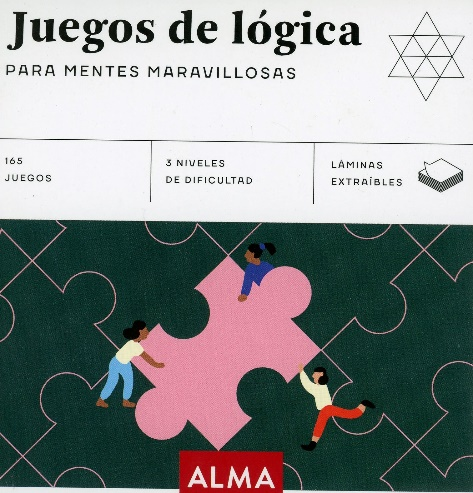 Juegos de lógica
PARA MENTES MARAVILLOSAS
165
JUEGOS
3 NIVELES
DE DIFICULTAD
LÁMINAS
EXTRAÍBLES
ALMA